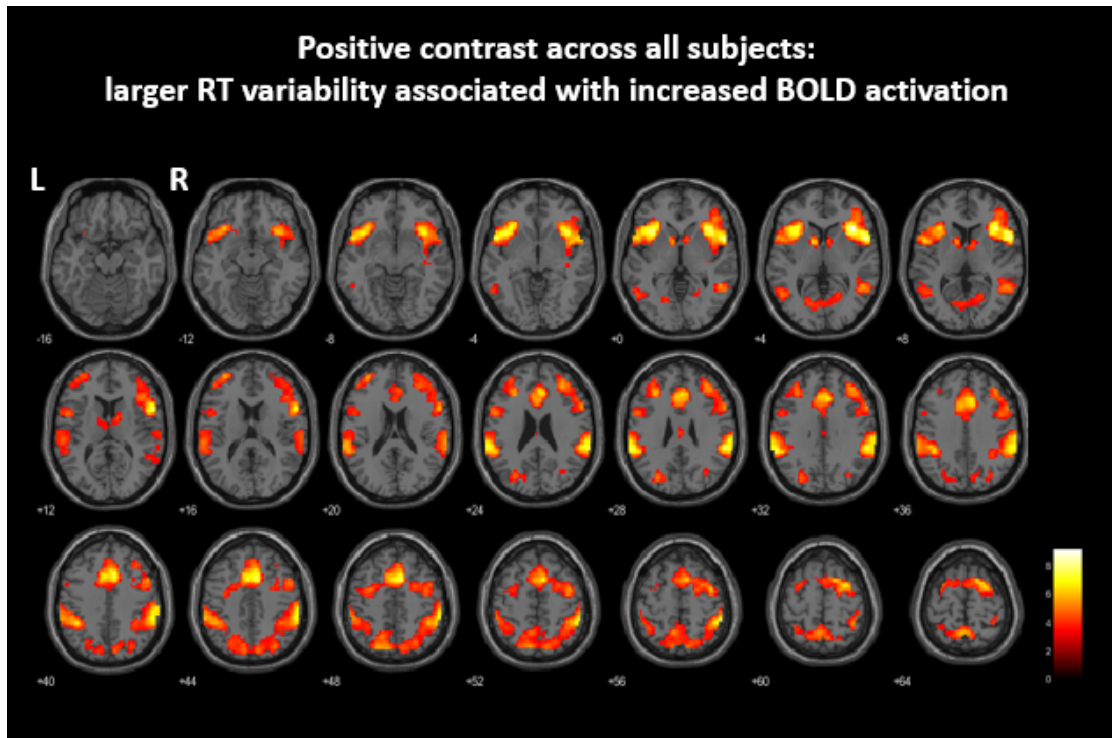 Positive contrast across all subjects:
larger RT variability associated with increased BOLD activation
L R
-16 -12 -8 -4 +0 +4 +8
+12 +16 +20 +24 +28 +32 +36
+40 +44 +48 +52 +56 +60 +64
8
6
4
2
0